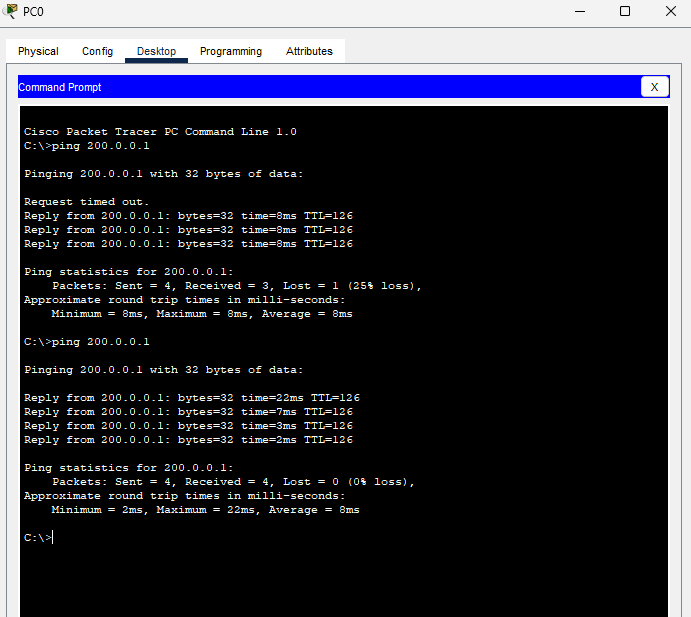 PC0
Physical Config Desktop Programming Attributes
Command Prompt X
Cisco Packet Tracer PC Command Line 1.0
C:\>ping 200.0.0.1
Pinging 200.0.0.1 with 32 bytes of data:
Request timed out.
Reply from 200.0.0.1: bytes=32 time=8ms TTL=126
Reply from 200.0.0.1: bytes=32 time=8ms TTL=126
Reply from 200.0.0.1: bytes=32 time=8ms TTL=126
Ping statistics for 200.0.0.1:
    Packets: Sent = 4, Received = 3, Lost = 1 (25% loss),
Approximate round trip times in milli-seconds:
    Minimum = 8ms, Maximum = 8ms, Average = 8ms
C:\>ping 200.0.0.1
Pinging 200.0.0.1 with 32 bytes of data:
Reply from 200.0.0.1: bytes=32 time=22ms TTL=126
Reply from 200.0.0.1: bytes=32 time=7ms TTL=126
Reply from 200.0.0.1: bytes=32 time=3ms TTL=126
Reply from 200.0.0.1: bytes=32 time=2ms TTL=126
Ping statistics for 200.0.0.1:
    Packets: Sent = 4, Received = 4, Lost = 0 (0% loss),
Approximate round trip times in milli-seconds:
    Minimum = 2ms, Maximum = 22ms, Average = 8ms
C:\>